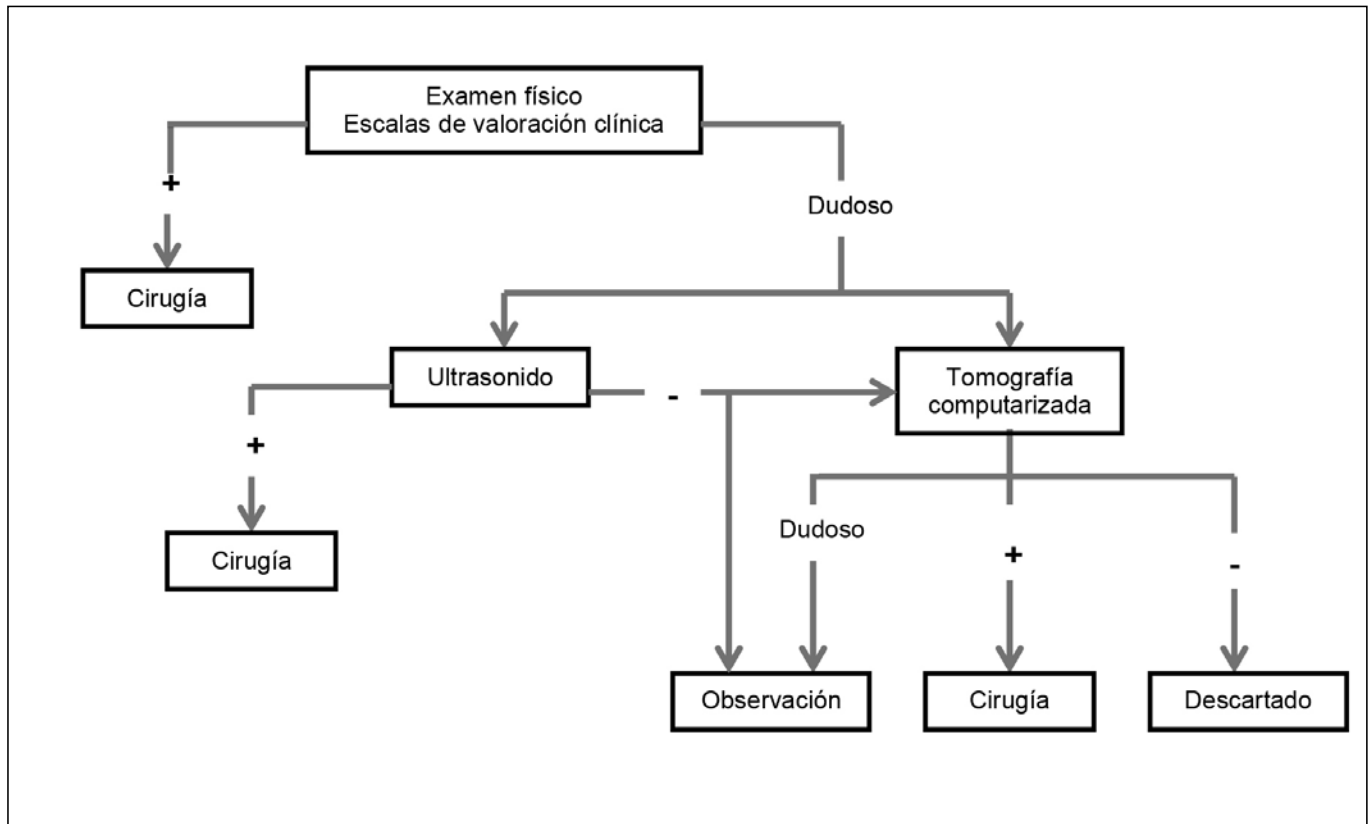 Examen físico
Escalas de valoración clínica
+
Dudoso
Cirugía
Ultrasonido
-
Tomografía
computarizada
+
Cirugía
Dudoso
+
-
Observación
Cirugía
Descartado